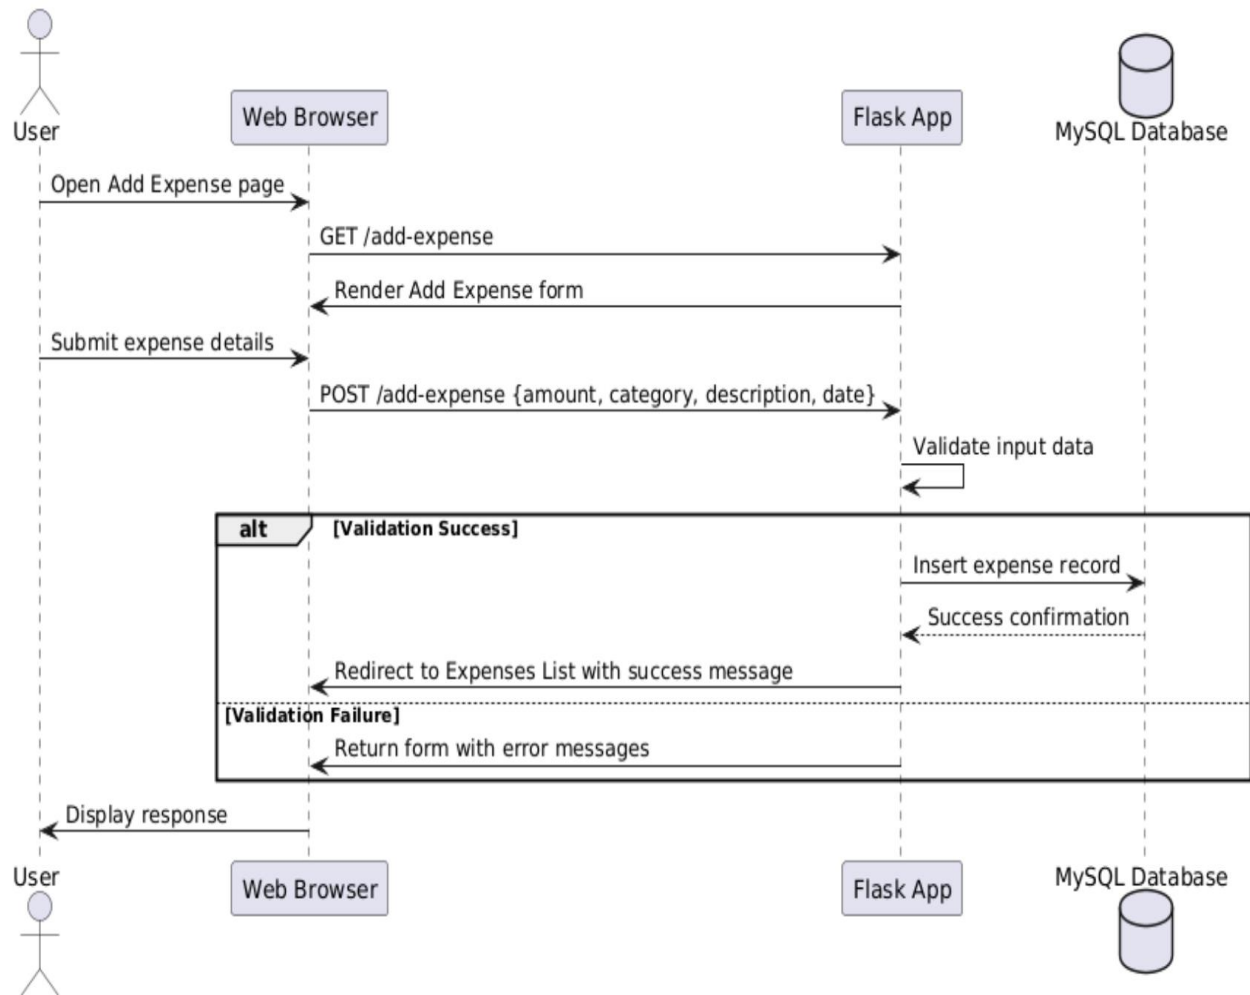 User
Web Browser
Flask App
MySQL Database
Open Add Expense page
GET /add-expense
Render Add Expense form
Submit expense details
POST /add-expense {amount, category, description, date}
Validate input data
alt [Validation Success]
Insert expense record
Success confirmation
Redirect to Expenses List with success message
[Validation Failure]
Return form with error messages
Display response
User
Web Browser
Flask App
MySQL Database